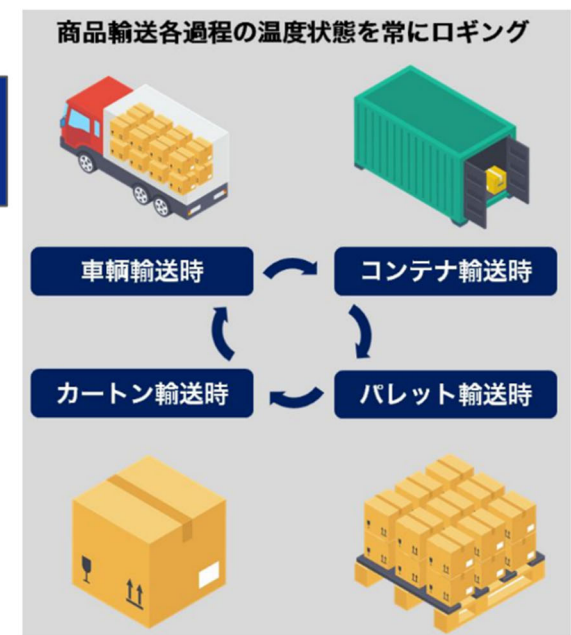 商品輸送各過程の温度状態を常にロギング
車輌輸送時
コンテナ輸送時
カートン輸送時
パレット輸送時